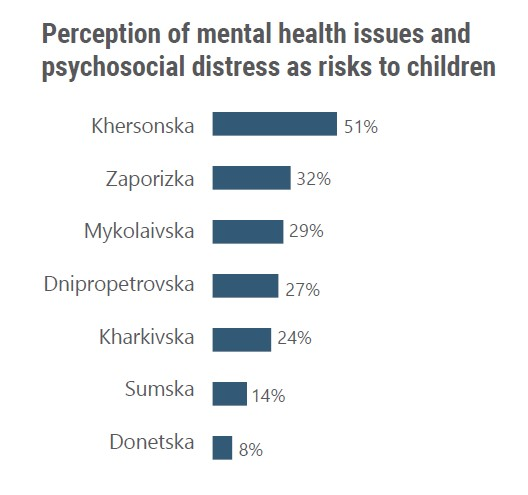 Perception of mental health issues and
psychosocial distress as risks to children
Khersonska 51%
Zaporizka 32%
Mykolaivska 29%
Dnipropetrovska 27%
Kharkivska 24%
Sumska 14%
Donetska 8%